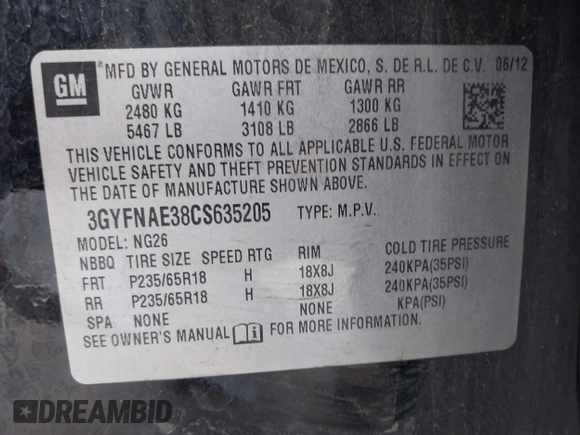 GM
*MFD BY GENERAL MOTORS DE MEXICO, S. DE R.L. DE C.V. 06/12
GVWR GAWR FRT GAWR RR
2480 KG 1410 KG 1300 KG
5467 LB 3108 LB 2866 LB
THIS VEHICLE CONFORMS TO ALL APPLICABLE U.S. FEDERAL MOTOR
VEHICLE SAFETY AND THEFT PREVENTION STANDARDS IN EFFECT ON
THE DATE OF MANUFACTURE SHOWN ABOVE.
3GYFNAE38CS635205 TYPE: M.P.V.
MODEL: NG26
NBBQ TIRE SIZE SPEED RTG RIM COLD TIRE PRESSURE
FRT P235/65R18 H 18X8J 240KPA(35PSI)
RR P235/65R18 H 18X8J 240KPA(35PSI)
SPA NONE NONE KPA(PSI)
SEE OWNER'S MANUAL i FOR MORE INFORMATION.
DREAMBID